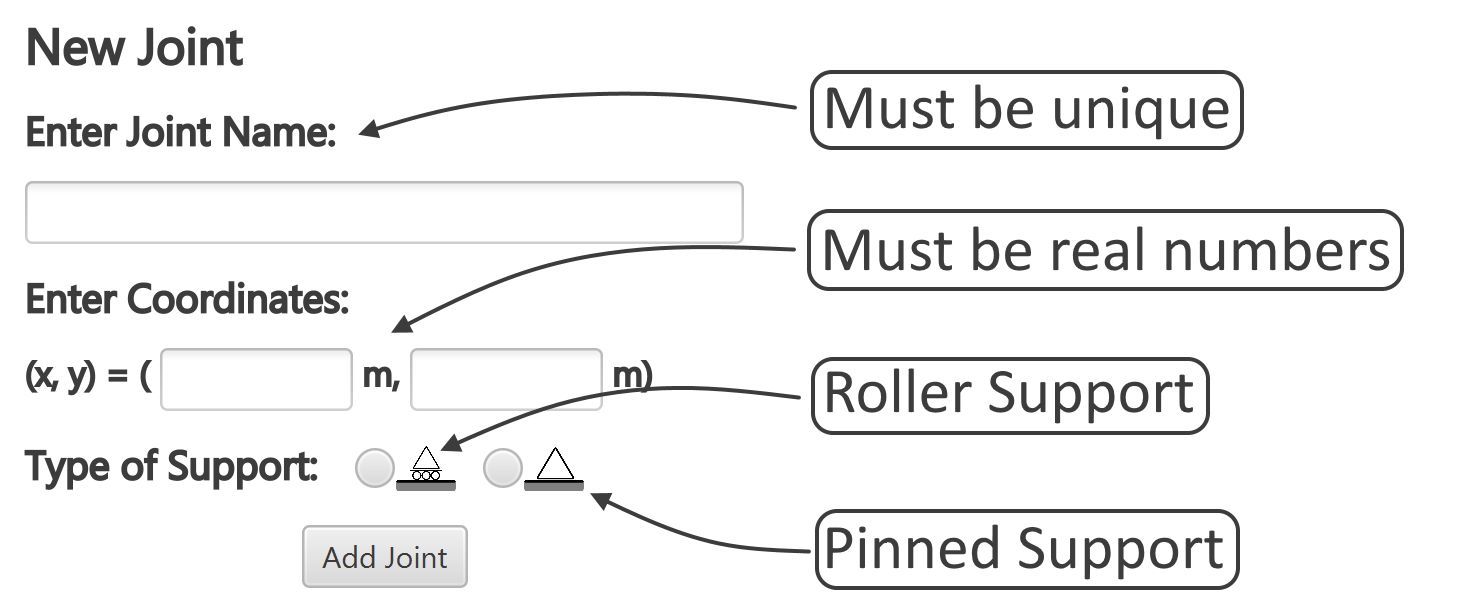 New Joint
Must be unique
Enter Joint Name:
Must be real numbers
Enter Coordinates:
(x, y) = ( m, m)
Roller Support
Type of Support:
Pinned Support
Add Joint